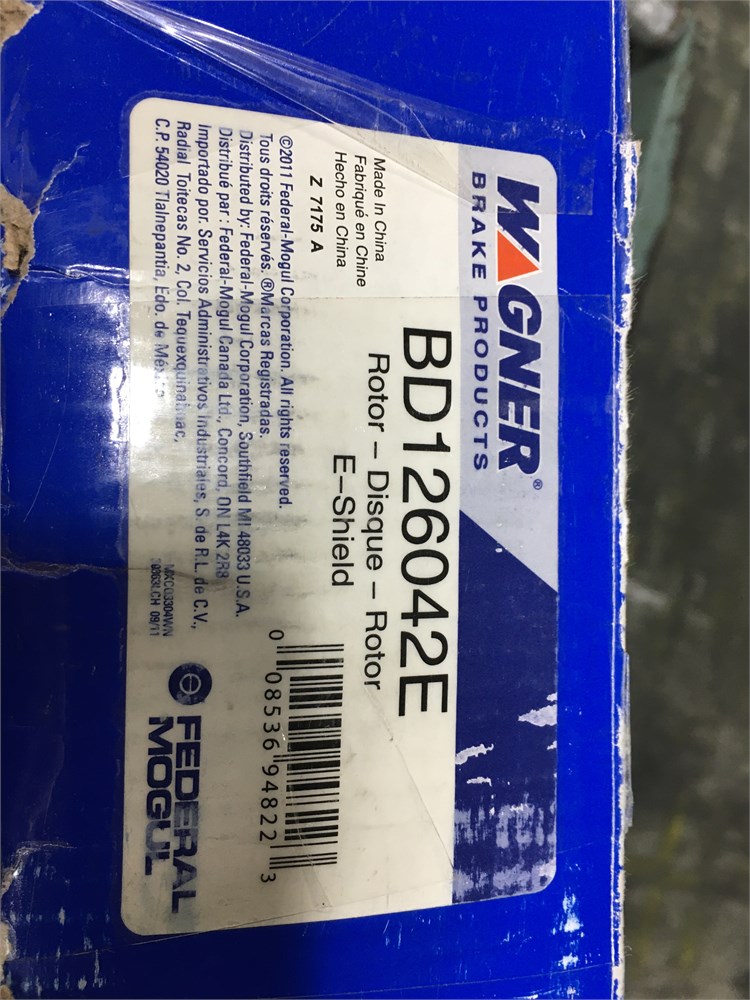 WAGNER®
BRAKE PRODUCTS
BD126042E
Rotor – Disque – Rotor
E–Shield
Made In China
Fabriqué en Chine
Hecho en China
Z 7175 A
0 08536 94822 3
©2011 Federal-Mogul Corporation. All rights reserved.
Tous droits réservés. ®Marcas Registradas.
Distributed by: Federal-Mogul Corporation, Southfield MI 48033 U.S.A.
Distribué par : Federal-Mogul Canada Ltd., Concord, ON L4K 2R8
Importado por: Servicios Administrativos Industriales, S. de R.L. de C.V.,
Radial Toltecas No. 2, Col. Tequexquinahuac,
C.P. 54020 Tlalnepantla, Edo. de México
MXC03304WN
FEDERAL
MOGUL